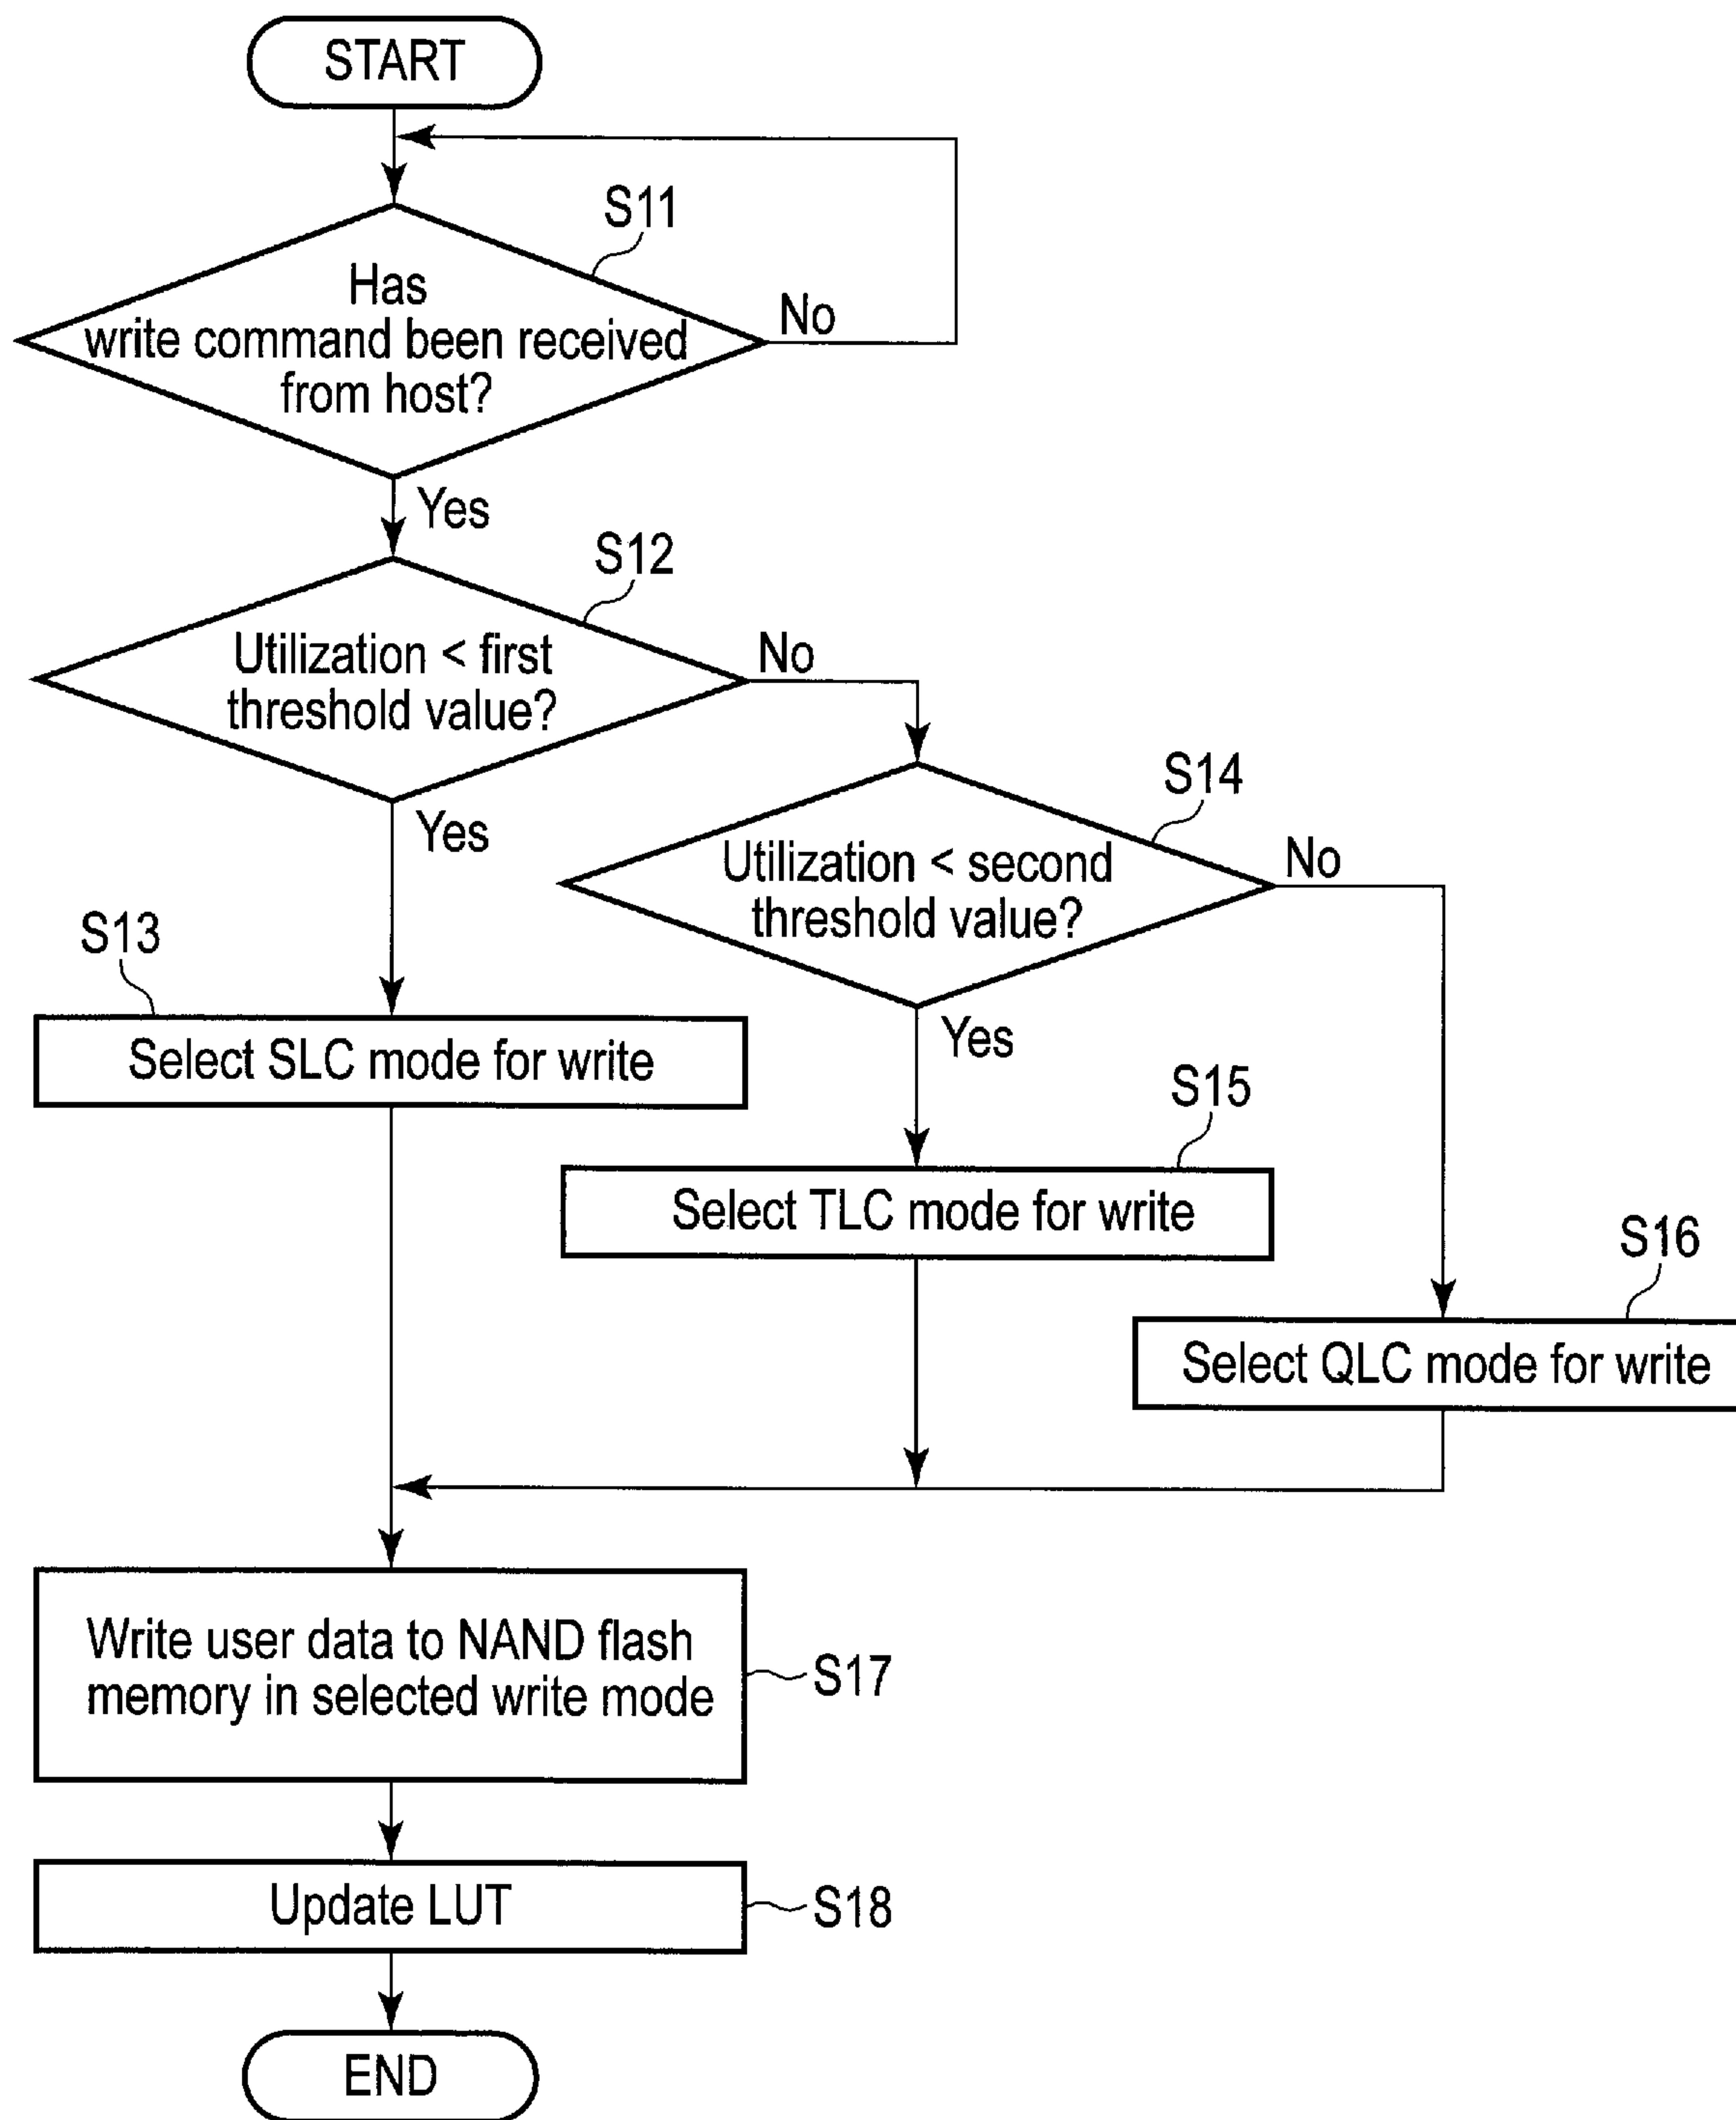 START
S11
Has
write command been received
from host?
No
Yes
S12
Utilization < first
threshold value?
No
Yes
S14
Utilization < second
threshold value?
No
Yes
S13
Select SLC mode for write
S15
Select TLC mode for write
S16
Select QLC mode for write
Write user data to NAND flash
memory in selected write mode
S17
Update LUT
S18
END